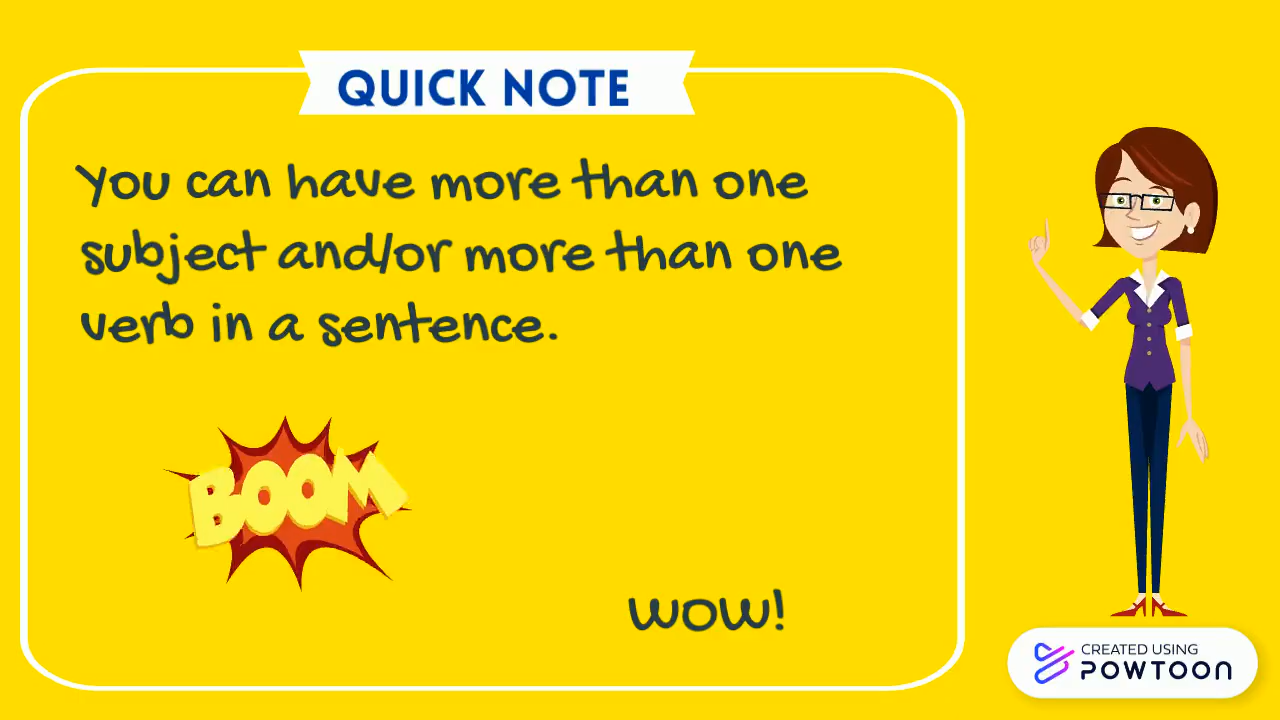 QUICK NOTE
You can have more than one
subject and/or more than one
verb in a sentence.
BOOM
wow!
CREATED USING
POWTOON